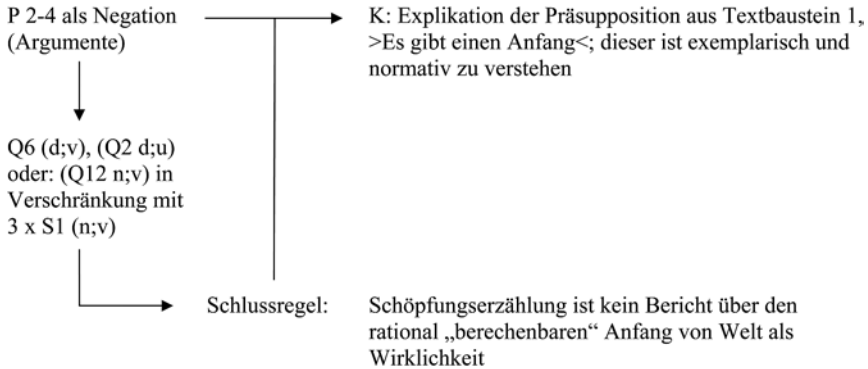 P 2-4 als Negation
(Argumente)
K: Explikation der Präsupposition aus Textbaustein 1,
>Es gibt einen Anfang<; dieser ist exemplarisch und
normativ zu verstehen
Q6 (d;v), (Q2 d;u)
oder: (Q12 n;v) in
Verschränkung mit
3 x S1 (n;v)
Schlussregel:
Schöpfungserzählung ist kein Bericht über den
rational „berechenbaren“ Anfang von Welt als
Wirklichkeit